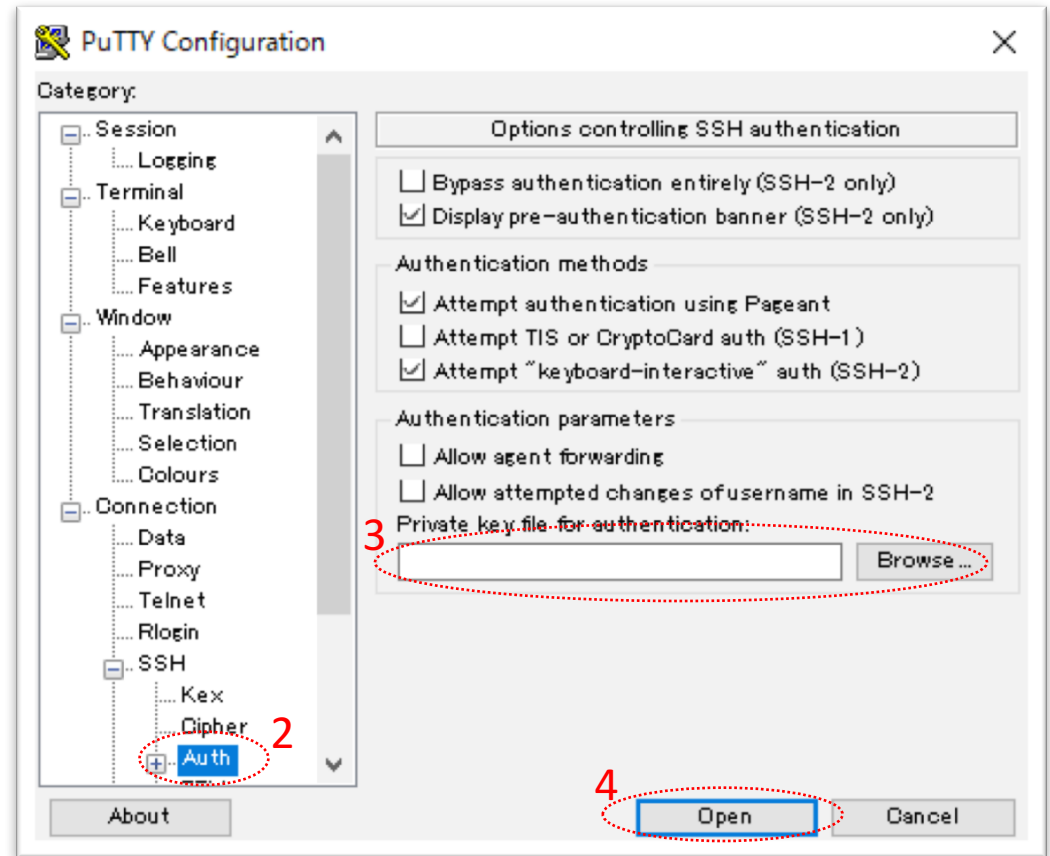 PuTTY Configuration
Category:
Session
Logging
Terminal
Keyboard
Bell
Features
Window
Appearance
Behaviour
Translation
Selection
Colours
Connection
Data
Proxy
Telnet
Rlogin
SSH
Kex
Cipher
2
Auth
About
Options controlling SSH authentication
Bypass authentication entirely (SSH-2 only)
Display pre-authentication banner (SSH-2 only)
Authentication methods
Attempt authentication using Pageant
Attempt TIS or CryptoCard auth (SSH-1)
Attempt "keyboard-interactive" auth (SSH-2)
Authentication parameters
Allow agent forwarding
Allow attempted changes of username in SSH-2
Private key file for authentication:
3
Browse...
4
Open
Cancel